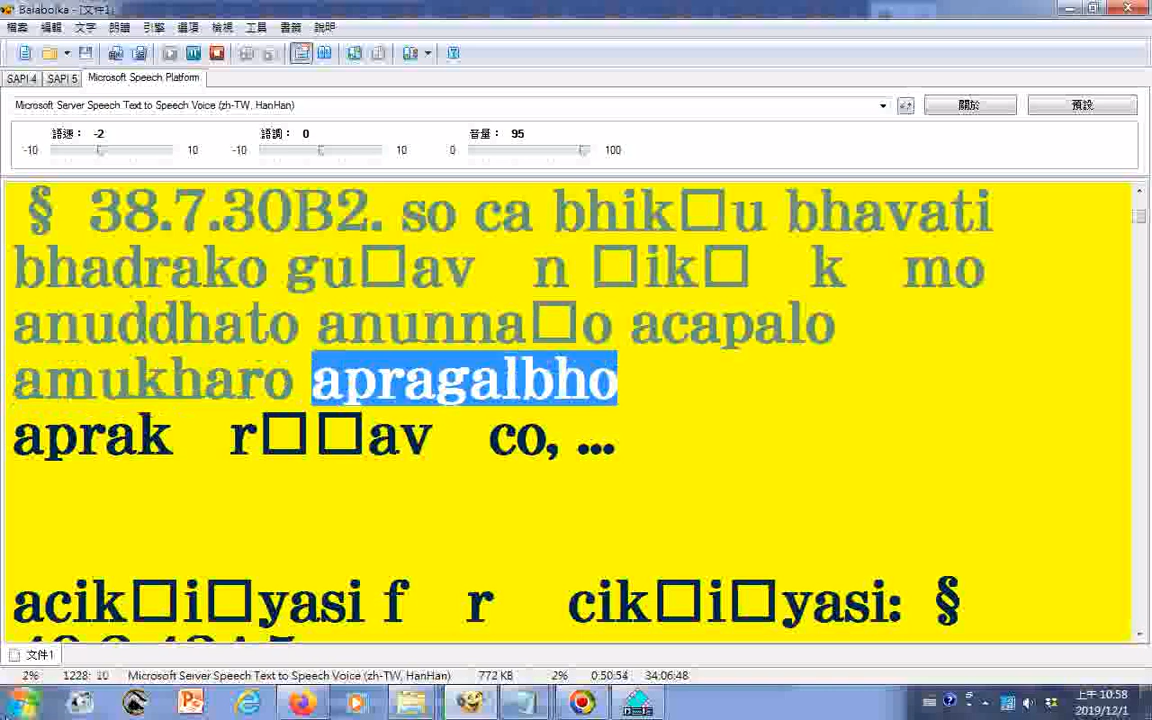 Balabolka - [文件1]
檔案 編輯 文字 朗讀 引擎 選項 檢視 工具 書籤 說明
SAPI 4 SAPI 5 Microsoft Speech Platform
Microsoft Server Speech Text to Speech Voice (zh-TW, HanHan) 關於 預設
語速： -2 語調： 0 音量： 95
-10 10 -10 10 0 100
§ 38.7.30B2. so ca bhik□u bhavati
bhadrako gu□av n □ik□ k mo
anuddhato anunna□o acapalo
amukharo apragalbho
aprak r□□av co, ...
acik□i□yasi f r cik□i□yasi: §
文件1
2% 1228: 10 Microsoft Server Speech Text to Speech Voice (zh-TW, HanHan) 772 KB 2% 0:50:54 34:06:48
上午 10:58
2019/12/1